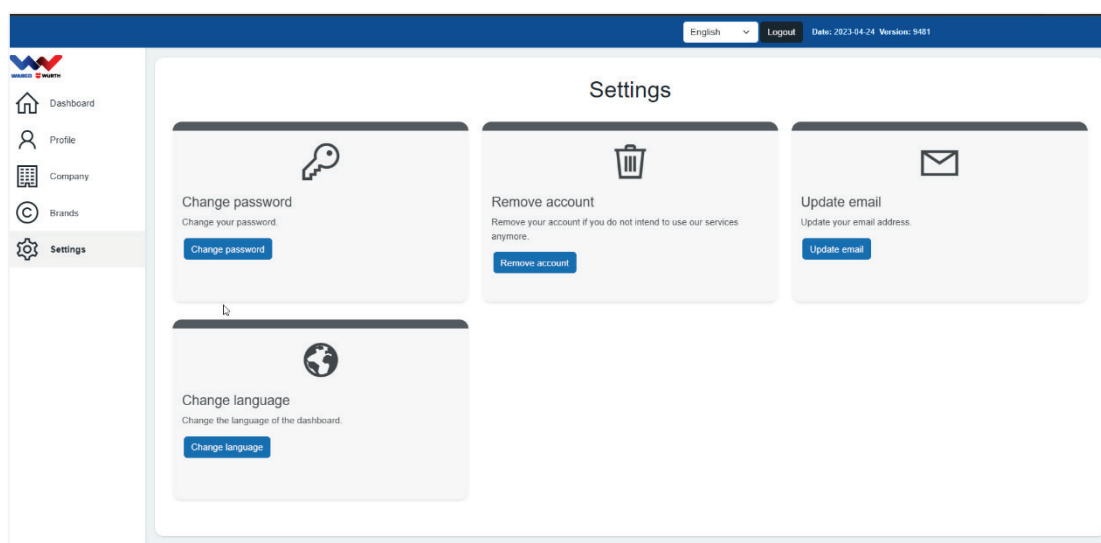 English
Logout
Date: 2023-04-24 Version: 9481
WABCO WURTH
Dashboard
Profile
Company
Brands
Settings
Settings
Change password
Change your password.
Change password
Remove account
Remove your account if you do not intend to use our services
anymore.
Remove account
Update email
Update your email address.
Update email
Change language
Change the language of the dashboard.
Change language